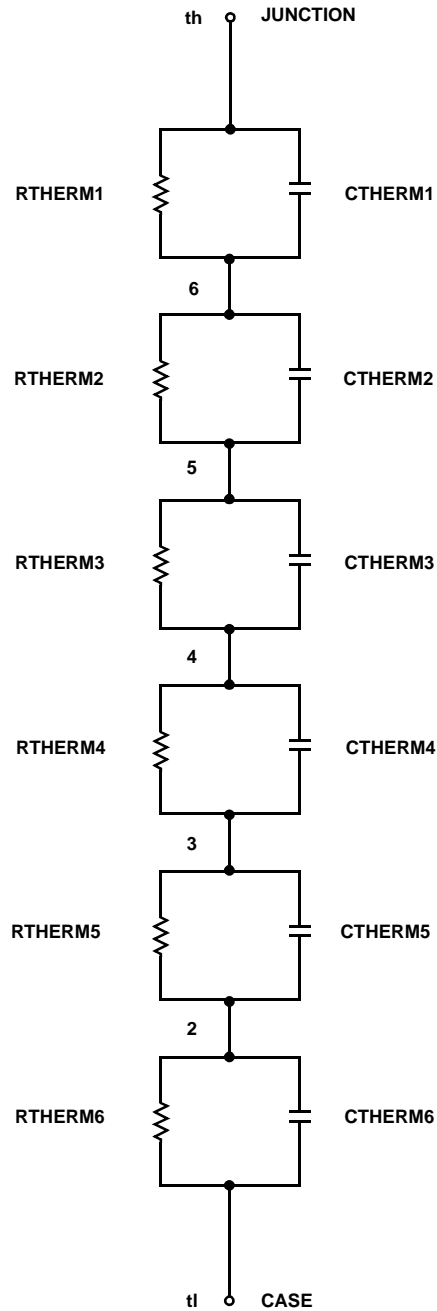 th JUNCTION
RTHERM1 CTHERM1
6
RTHERM2 CTHERM2
5
RTHERM3 CTHERM3
4
RTHERM4 CTHERM4
3
RTHERM5 CTHERM5
2
RTHERM6 CTHERM6
tl CASE